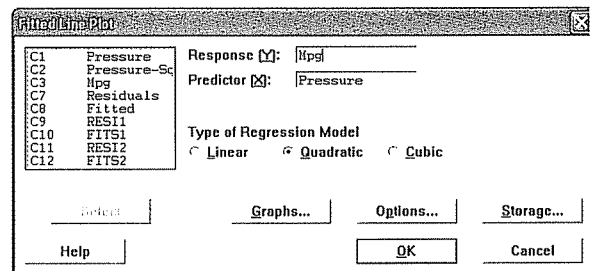 Fitted Line Plot
C1 Pressure
C2 Pressure-Sq
C3 Mpg
C7 Residuals
C8 Fitted
C9 RESI1
C10 FITS1
C11 RESI2
C12 FITS2
Response (Y): Mpg
Predictor (X): Pressure
Type of Regression Model
Linear Quadratic Cubic
Select Graphs... Options... Storage...
Help OK Cancel